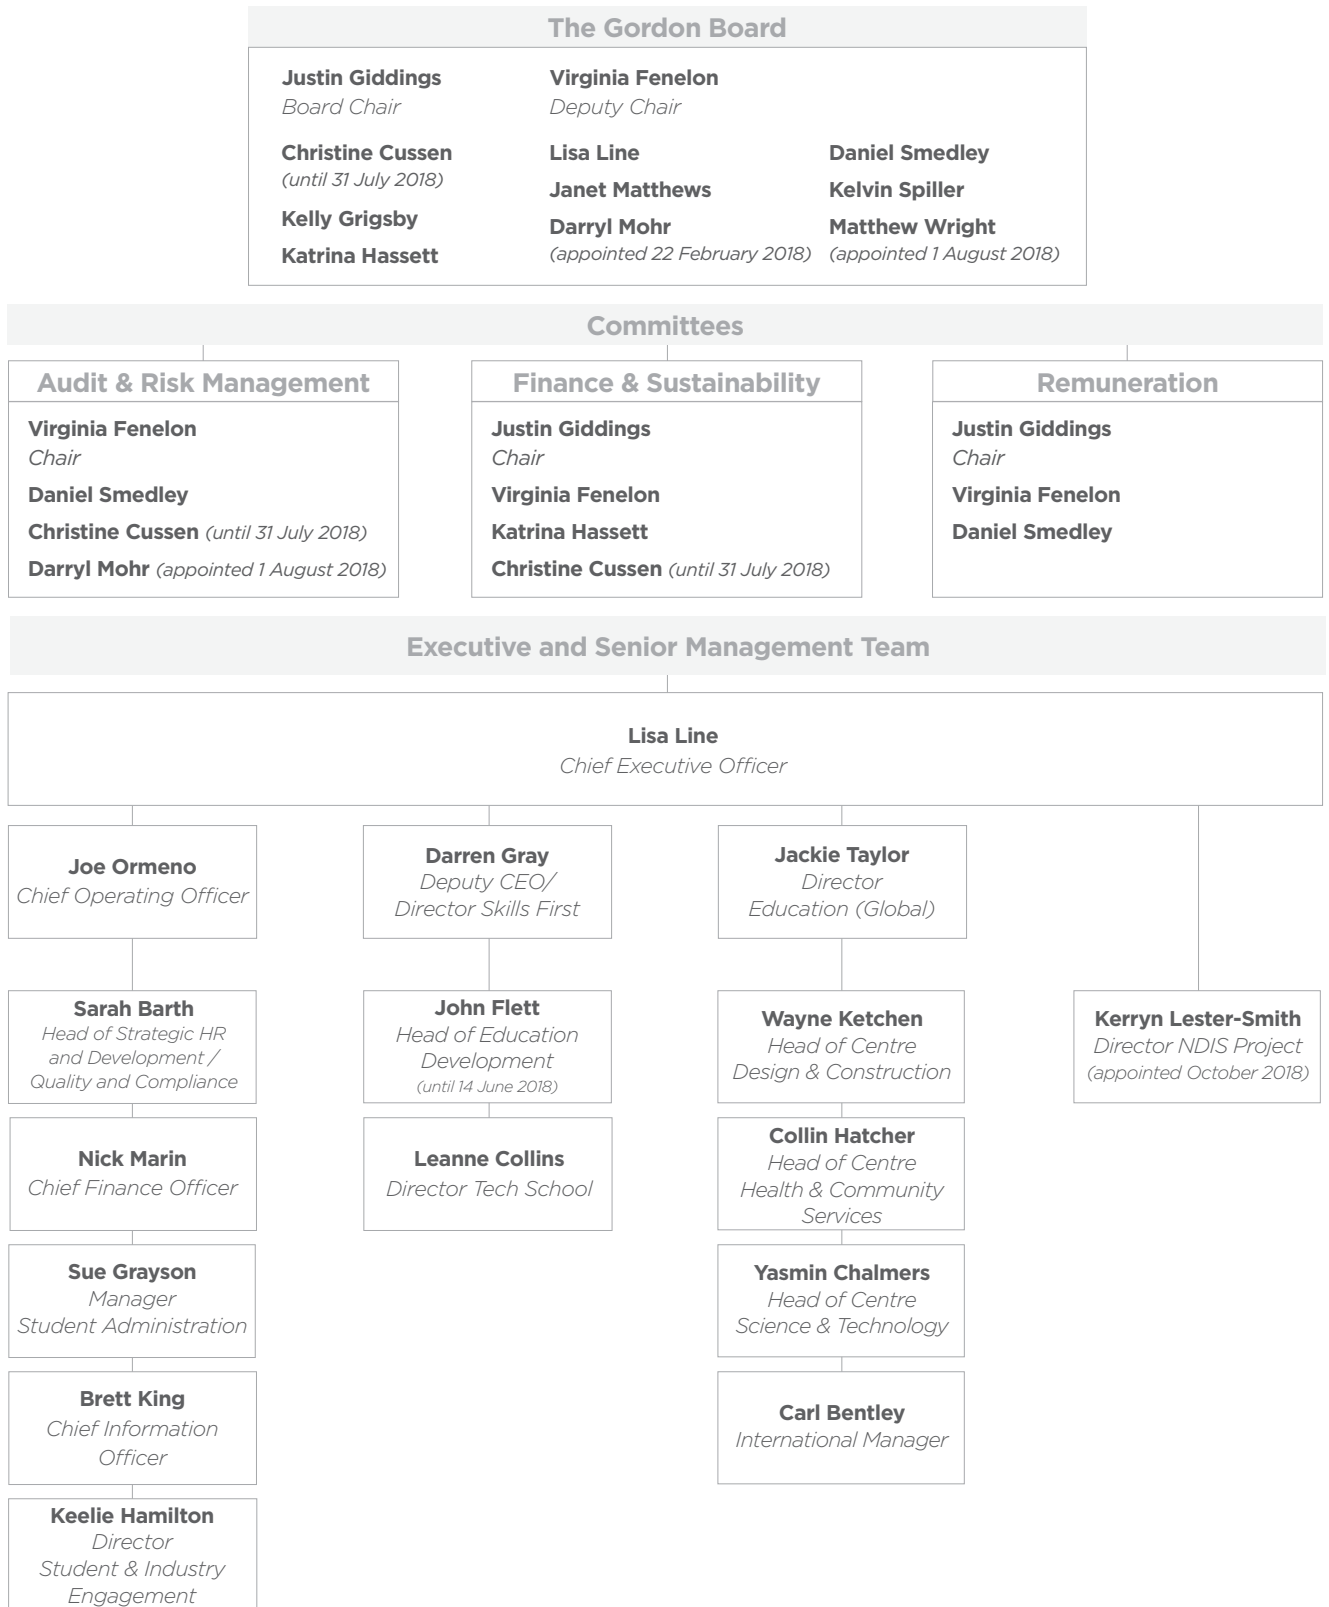 The Gordon Board
Justin Giddings
Board Chair
Virginia Fenelon
Deputy Chair
Christine Cussen
(until 31 July 2018)
Kelly Grigsby
Katrina Hassett
Lisa Line
Janet Matthews
Darryl Mohr
(appointed 22 February 2018)
Daniel Smedley
Kelvin Spiller
Matthew Wright
(appointed 1 August 2018)
Committees
Audit & Risk Management
Virginia Fenelon
Chair
Daniel Smedley
Christine Cussen (until 31 July 2018)
Darryl Mohr (appointed 1 August 2018)
Finance & Sustainability
Justin Giddings
Chair
Virginia Fenelon
Katrina Hassett
Christine Cussen (until 31 July 2018)
Remuneration
Justin Giddings
Chair
Virginia Fenelon
Daniel Smedley
Executive and Senior Management Team
Lisa Line
Chief Executive Officer
Joe Ormeno
Chief Operating Officer
Sarah Barth
Head of Strategic HR
and Development /
Quality and Compliance
Nick Marin
Chief Finance Officer
Sue Grayson
Manager
Student Administration
Brett King
Chief Information
Officer
Keelie Hamilton
Director
Student & Industry
Engagement
Darren Gray
Deputy CEO/
Director Skills First
John Flett
Head of Education
Development
(until 14 June 2018)
Leanne Collins
Director Tech School
Jackie Taylor
Director
Education (Global)
Wayne Ketchen
Head of Centre
Design & Construction
Collin Hatcher
Head of Centre
Health & Community
Services
Yasmin Chalmers
Head of Centre
Science & Technology
Carl Bentley
International Manager
Kerryn Lester-Smith
Director NDIS Project
(appointed October 2018)